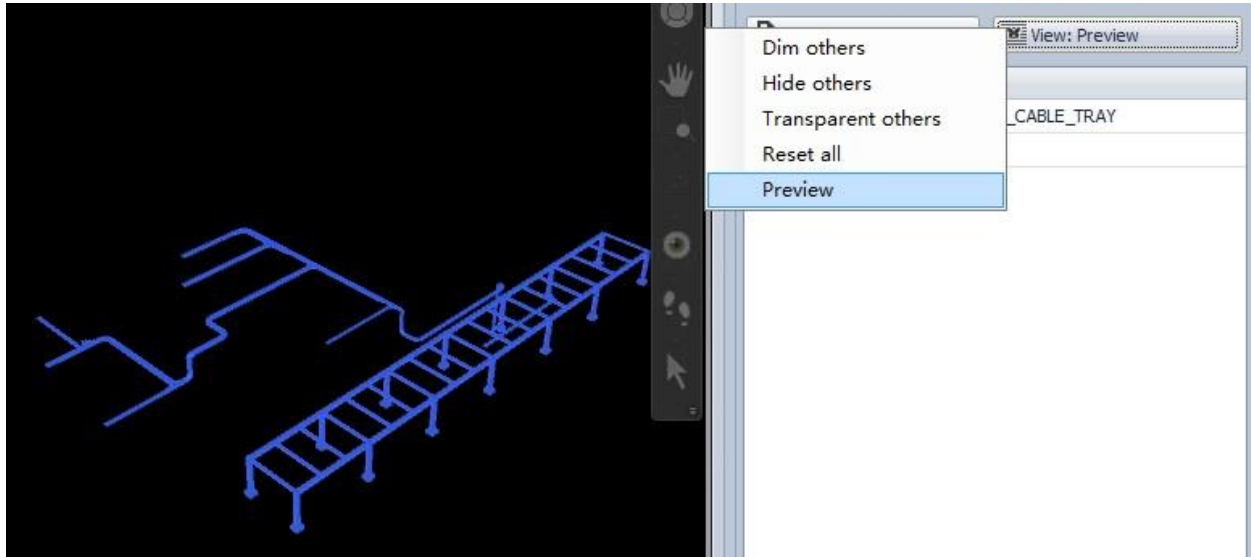 View: Preview
Dim others
Hide others
Transparent others
_CABLE_TRAY
Reset all
Preview